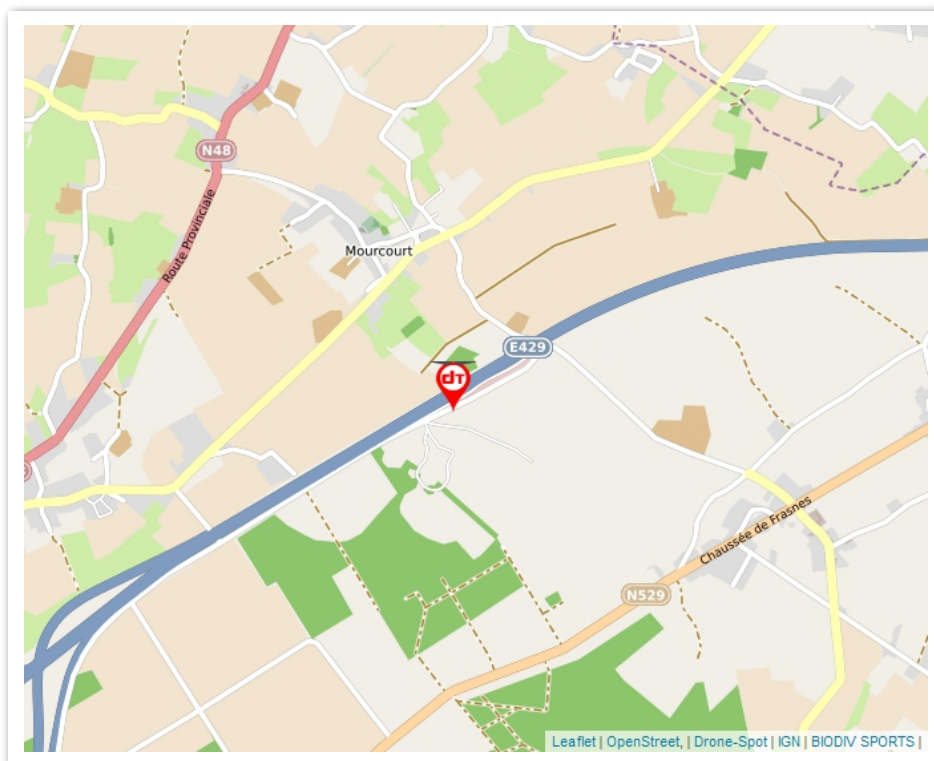 N48
Route Provinciale
Mourcourt
E429
dT
Chaussée de Frasnes
N529
Leaflet | OpenStreet, | Drone-Spot | IGN | BIODIV SPORTS |